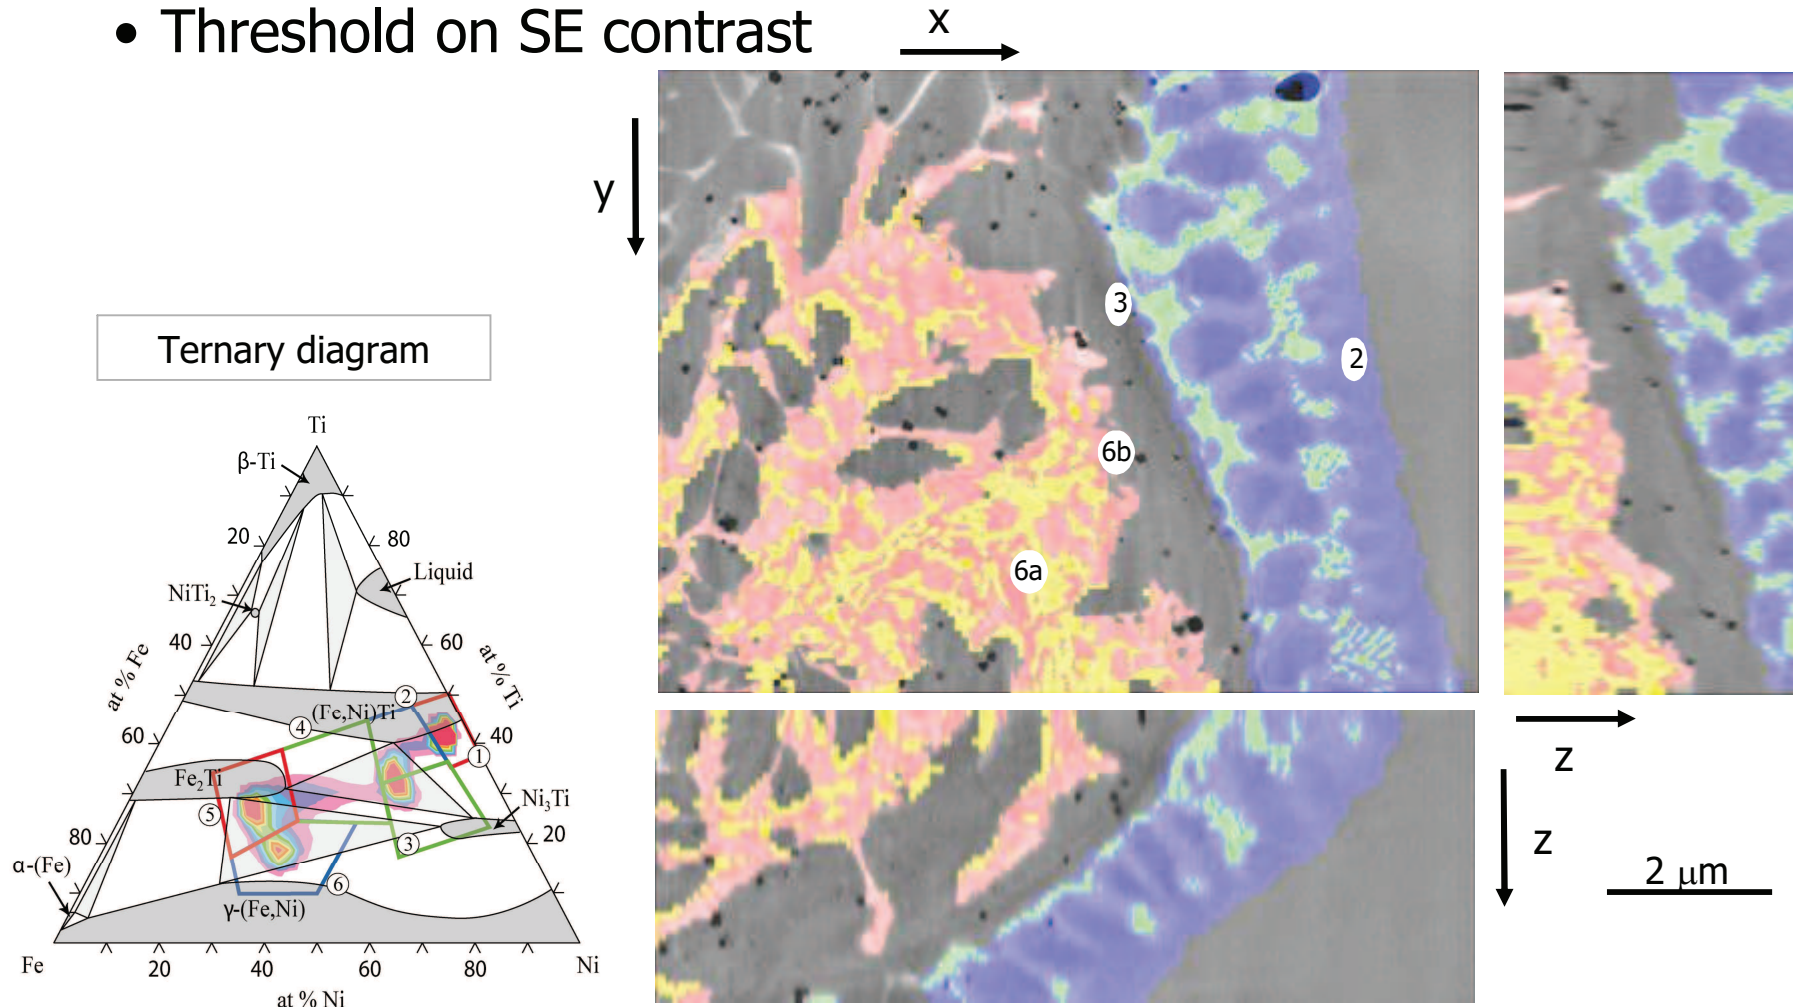 • Threshold on SE contrast
x
y
3
2
6b
6a
z
z
2 μm
Ternary diagram
Ti
β-Ti
20
80
Liquid
NiTi2
40
60
at % Fe
at % Ti
2
(Fe,Ni)Ti
4
60
40
1
Fe2Ti
Ni3Ti
5
80
20
3
α-(Fe)
6
γ-(Fe,Ni)
Fe
20
40
60
80
Ni
at % Ni